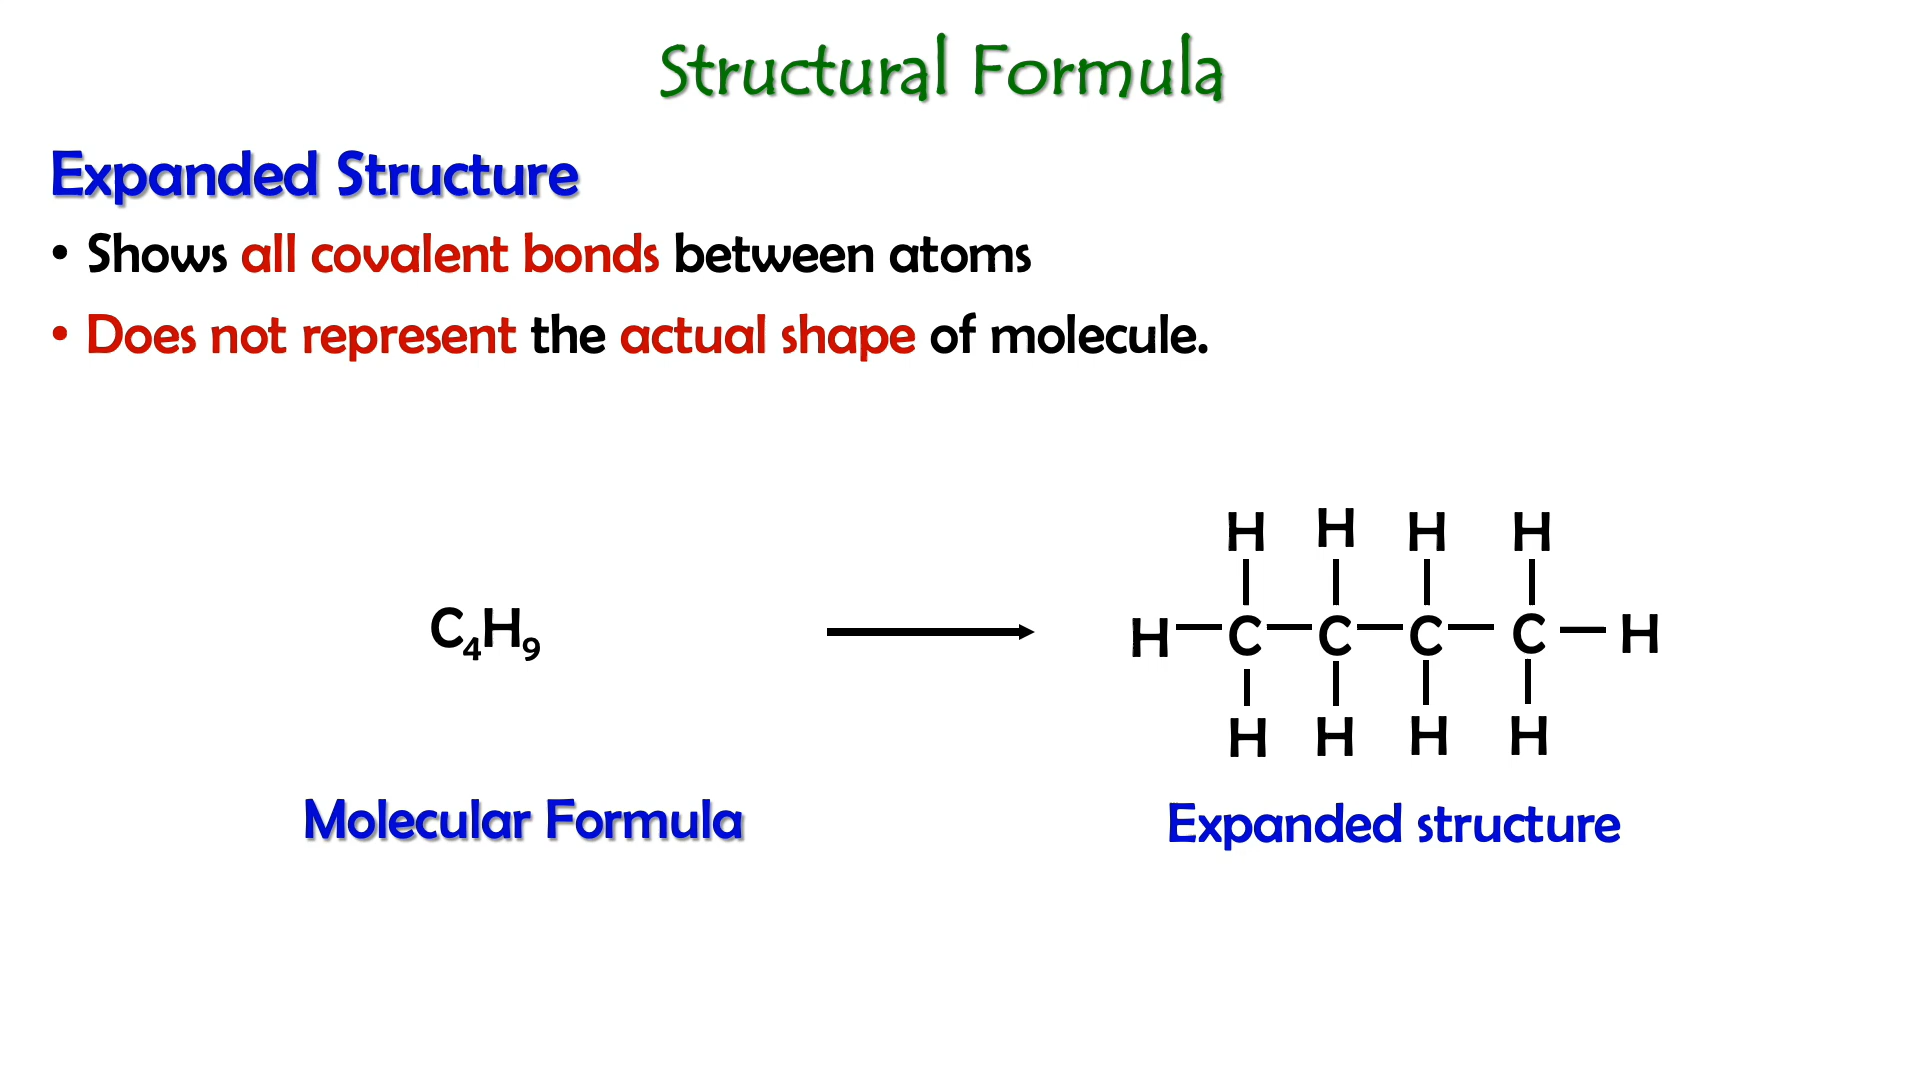 Structural Formula
Expanded Structure
• Shows all covalent bonds between atoms
• Does not represent the actual shape of molecule.
H H H H
C₄H₉
H C C C C H
H H H H
Molecular Formula
Expanded structure